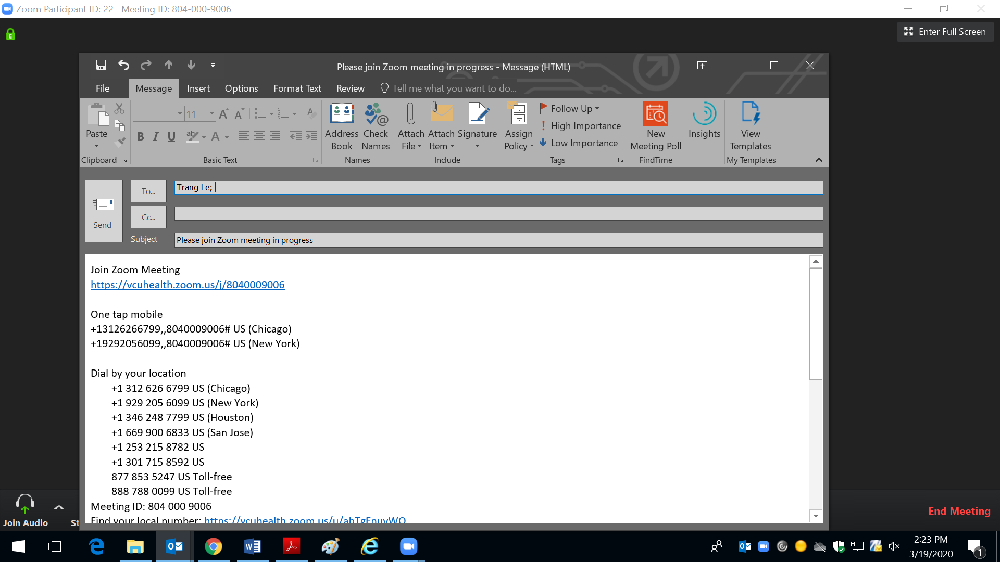 Zoom Participant ID: 22 Meeting ID: 804-000-9006
Enter Full Screen
Please join Zoom meeting in progress - Message (HTML)
File Message Insert Options Format Text Review Tell me what you want to do...
Paste
Clipboard
11
B I U ab A
Basic Text
Address Book
Check Names
Names
Attach File
Attach Item
Signature
Include
Assign Policy
Follow Up
High Importance
Low Importance
Tags
New Meeting Poll
FindTime
Insights
View Templates
My Templates
Send
To... Trang Le;
Cc...
Subject Please join Zoom meeting in progress
Join Zoom Meeting
https://vcuhealth.zoom.us/j/8040009006
One tap mobile
+13126266799,,8040009006# US (Chicago)
+19292056099,,8040009006# US (New York)
Dial by your location
+1 312 626 6799 US (Chicago)
+1 929 205 6099 US (New York)
+1 346 248 7799 US (Houston)
+1 669 900 6833 US (San Jose)
+1 253 215 8782 US
+1 301 715 8592 US
877 853 5247 US Toll-free
888 788 0099 US Toll-free
Meeting ID: 804 000 9006
Find your local number:
Join Audio St
End Meeting
2:23 PM
3/19/2020
1